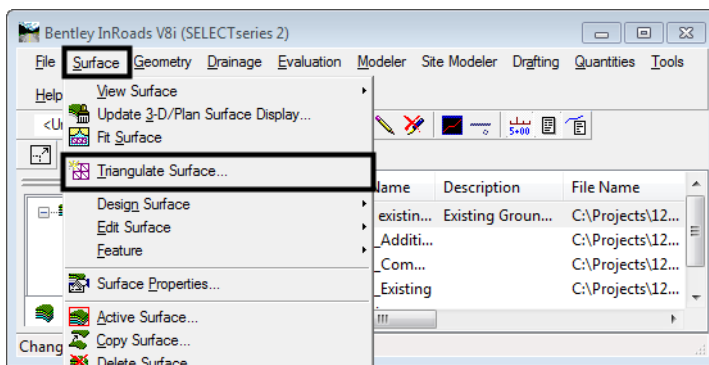 Bentley InRoads V8i (SELECTseries 2)
File Surface Geometry Drainage Evaluation Modeler Site Modeler Drafting Quantities Tools
Help
View Surface
Update 3-D/Plan Surface Display...
<U
Fit Surface
5+00
Triangulate Surface...
Name Description File Name
Design Surface
existin... Existing Groun... C:\Projects\12...
Edit Surface
_Additi... C:\Projects\12...
Feature
_Com... C:\Projects\12...
Surface Properties...
_Existing C:\Projects\12...
Active Surface...
Copy Surface...
Chang
Delete Surface